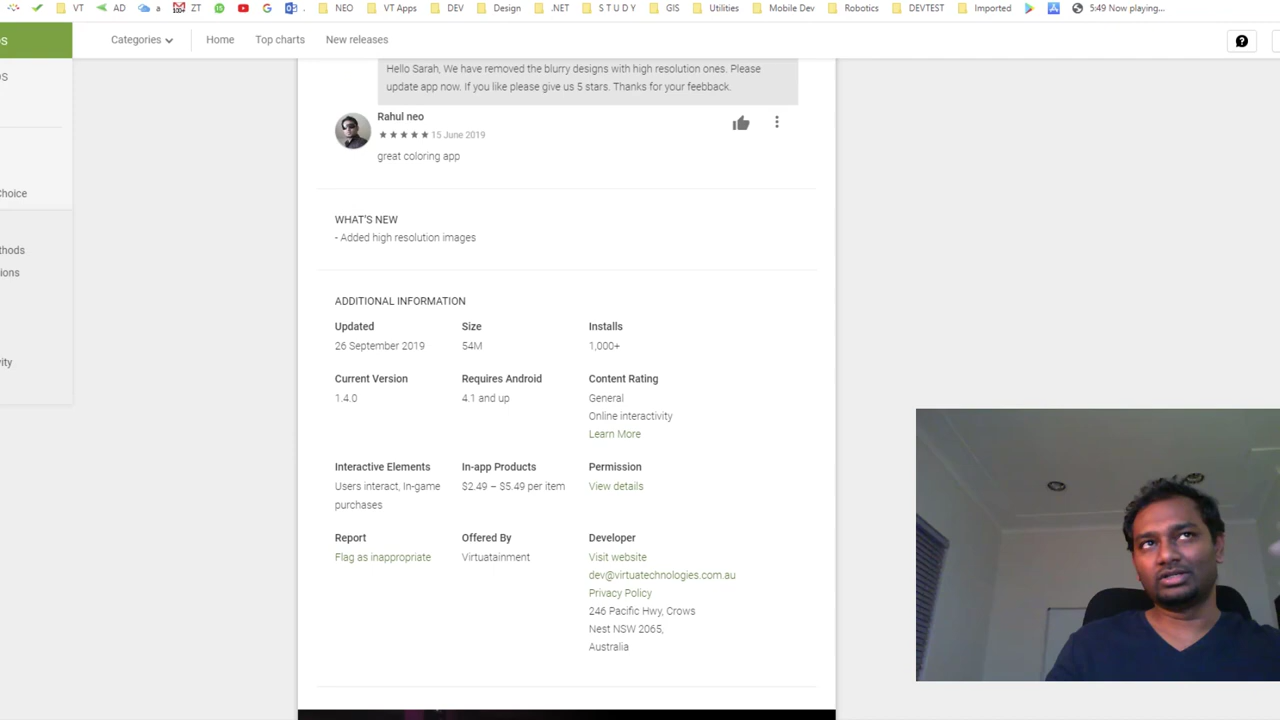 VT
AD
a
ZT
.
NEO
VT Apps
DEV
Design
.NET
S T U D Y
GIS
Utilities
Mobile Dev
Robotics
DEVTEST
Imported
5:49 Now playing...
Categories
Home
Top charts
New releases
Hello Sarah, We have removed the blurry designs with high resolution ones. Please
update app now. If you like please give us 5 stars. Thanks for your feebback.
Rahul neo
15 June 2019
great coloring app
Choice
thods
ions
vity
WHAT'S NEW
- Added high resolution images
ADDITIONAL INFORMATION
Updated
26 September 2019
Size
54M
Installs
1,000+
Current Version
1.4.0
Requires Android
4.1 and up
Content Rating
General
Online interactivity
Learn More
Interactive Elements
Users interact, In-game
purchases
In-app Products
$2.49 – $5.49 per item
Permission
View details
Report
Flag as inappropriate
Offered By
Virtuatainment
Developer
Visit website
dev@virtuatechnologies.com.au
Privacy Policy
246 Pacific Hwy, Crows
Nest NSW 2065,
Australia